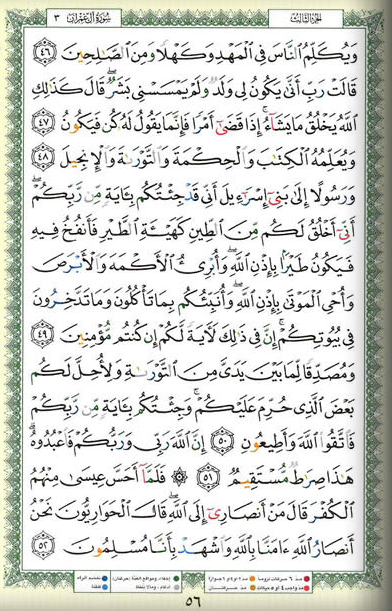 الجزء الثالث سورة آل عمران ٣
وَيُكَلِّمُ ٱلنَّاسَ فِي ٱلْمَهْدِ وَكَهْلًا وَمِنَ ٱلصَّٰلِحِينَ ٤٦
قَالَتْ رَبِّ أَنَّىٰ يَكُونُ لِي وَلَدٌ وَلَمْ يَمْسَسْنِي بَشَرٌ ۖ قَالَ كَذَٰلِكِ
ٱللَّهُ يَخْلُقُ مَا يَشَآءُ ۚ إِذَا قَضَىٰٓ أَمْرًا فَإِنَّمَا يَقُولُ لَهُۥ كُن فَيَكُونُ ٤٧
وَيُعَلِّمُهُ ٱلْكِتَٰبَ وَٱلْحِكْمَةَ وَٱلتَّوْرَىٰةَ وَٱلْإِنجِيلَ ٤٨
وَرَسُولًا إِلَىٰ بَنِيٓ إِسْرَٰٓءِيلَ أَنِّي قَدْ جِئْتُكُم بِـَٔايَةٍ مِّن رَّبِّكُمْ ۖ
أَنِّيٓ أَخْلُقُ لَكُم مِّنَ ٱلطِّينِ كَهَيْـَٔةِ ٱلطَّيْرِ فَأَنفُخُ فِيهِ
فَيَكُونُ طَيْرًۢا بِإِذْنِ ٱللَّهِ ۖ وَأُبْرِئُ ٱلْأَكْمَهَ وَٱلْأَبْرَصَ
وَأُحْيِ ٱلْمَوْتَىٰ بِإِذْنِ ٱللَّهِ ۖ وَأُنَبِّئُكُم بِمَا تَأْكُلُونَ وَمَا تَدَّخِرُونَ
فِي بُيُوتِكُمْ ۚ إِنَّ فِي ذَٰلِكَ لَـَٔايَةً لَّكُمْ إِن كُنتُم مُّؤْمِنِينَ ٤٩
وَمُصَدِّقًا لِّمَا بَيْنَ يَدَيَّ مِنَ ٱلتَّوْرَىٰةِ وَلِأُحِلَّ لَكُم
بَعْضَ ٱلَّذِي حُرِّمَ عَلَيْكُمْ ۚ وَجِئْتُكُم بِـَٔايَةٍ مِّن رَّبِّكُمْ
فَٱتَّقُوا۟ ٱللَّهَ وَأَطِيعُونِ ٥٠ إِنَّ ٱللَّهَ رَبِّي وَرَبُّكُمْ فَٱعْبُدُوهُ ۗ
هَٰذَا صِرَٰطٌ مُّسْتَقِيمٌ ٥١ ۞ فَلَمَّآ أَحَسَّ عِيسَىٰ مِنْهُمُ
ٱلْكُفْرَ قَالَ مَنْ أَنصَارِيٓ إِلَى ٱللَّهِ ۖ قَالَ ٱلْحَوَارِيُّونَ نَحْنُ
أَنصَارُ ٱللَّهِ ءَامَنَّا بِٱللَّهِ وَٱشْهَدْ بِأَنَّا مُسْلِمُونَ ٥٢
مد ٦ حركات لزوماً مد ٢ أو ٤ أو ٦ جوازاً إخفاء، ومواقع الغنّة (حركتان) تفخيم الراء
مد واجب ٤ أو ٥ حركات مد حركتان إدغام، وما لا يُلفظ قلقلة
٥٦